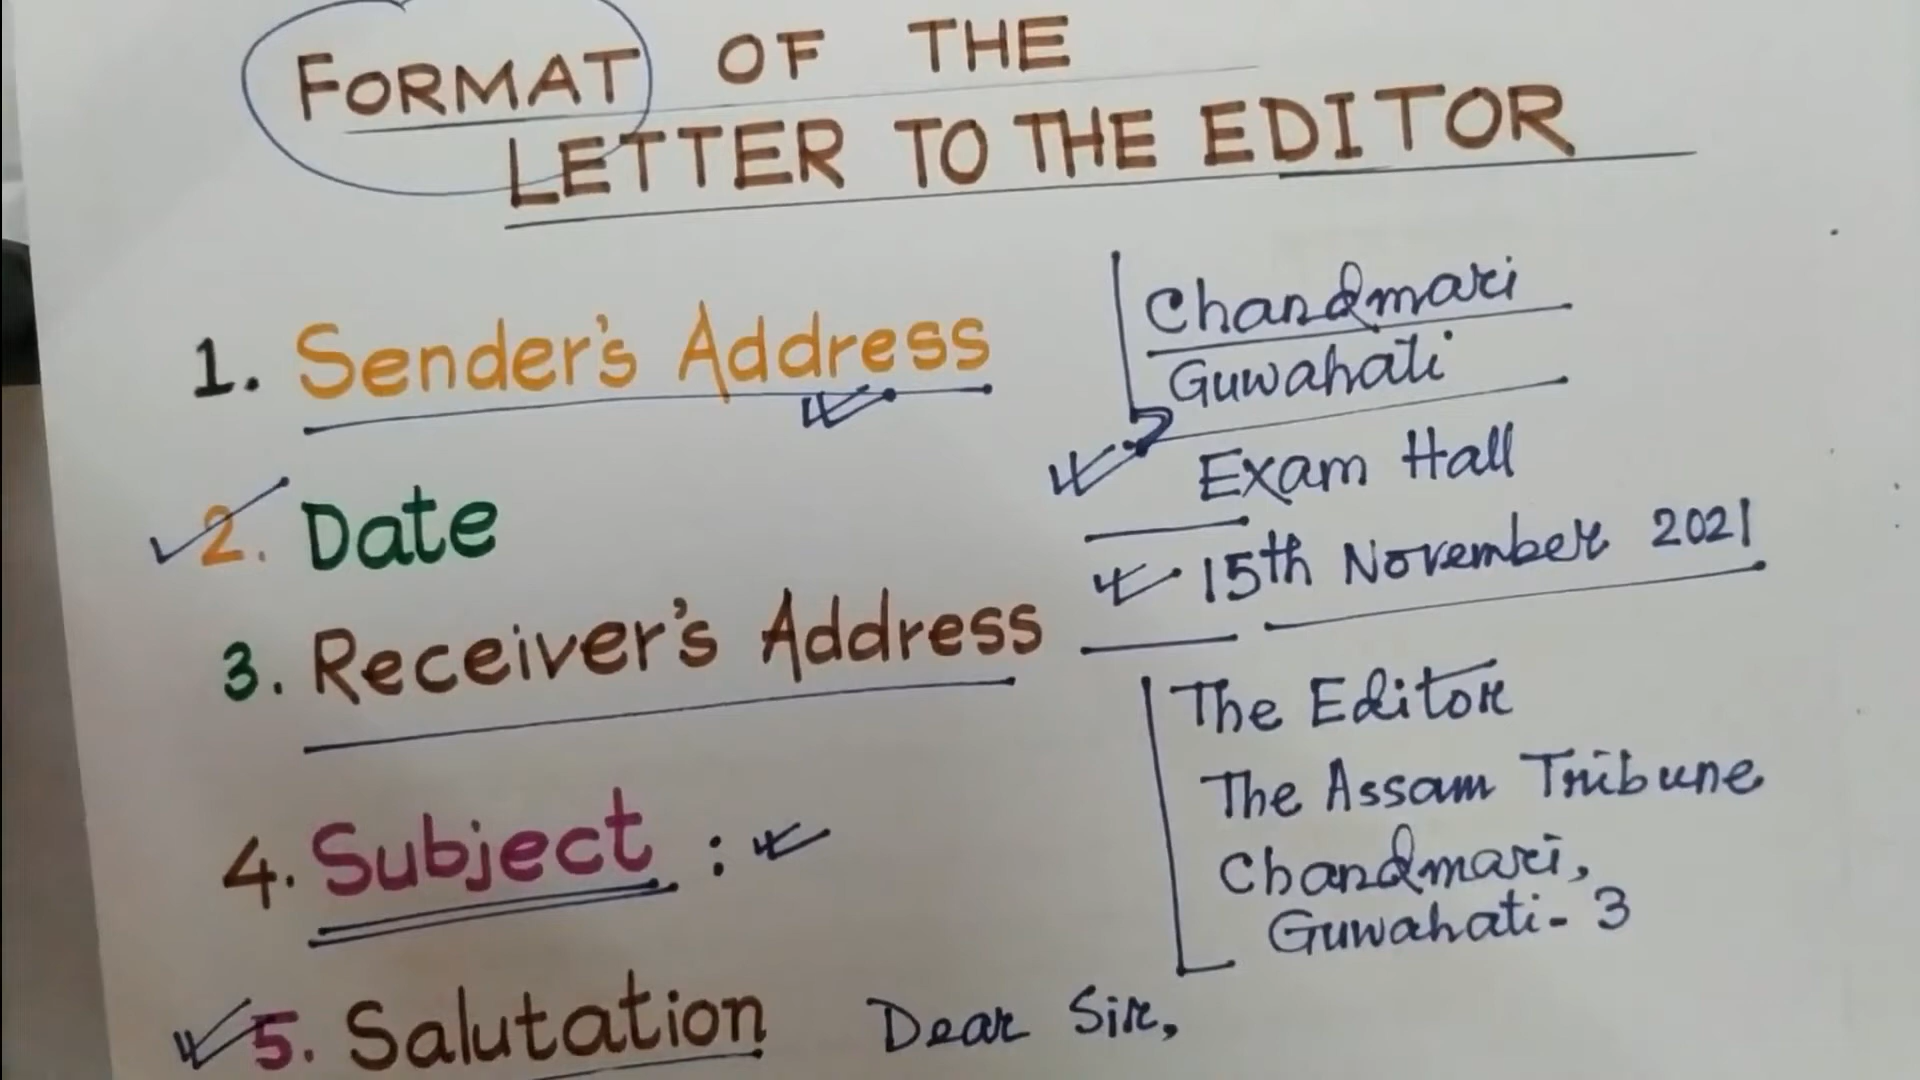 FORMAT OF THE
LETTER TO THE EDITOR
1. Sender's Address
Chandmari
Guwahati
Exam Hall
2. Date
15th November 2021
3. Receiver's Address
The Editor
The Assam Tribune
Chandmari,
Guwahati- 3
4. Subject :
5. Salutation Dear Sir,